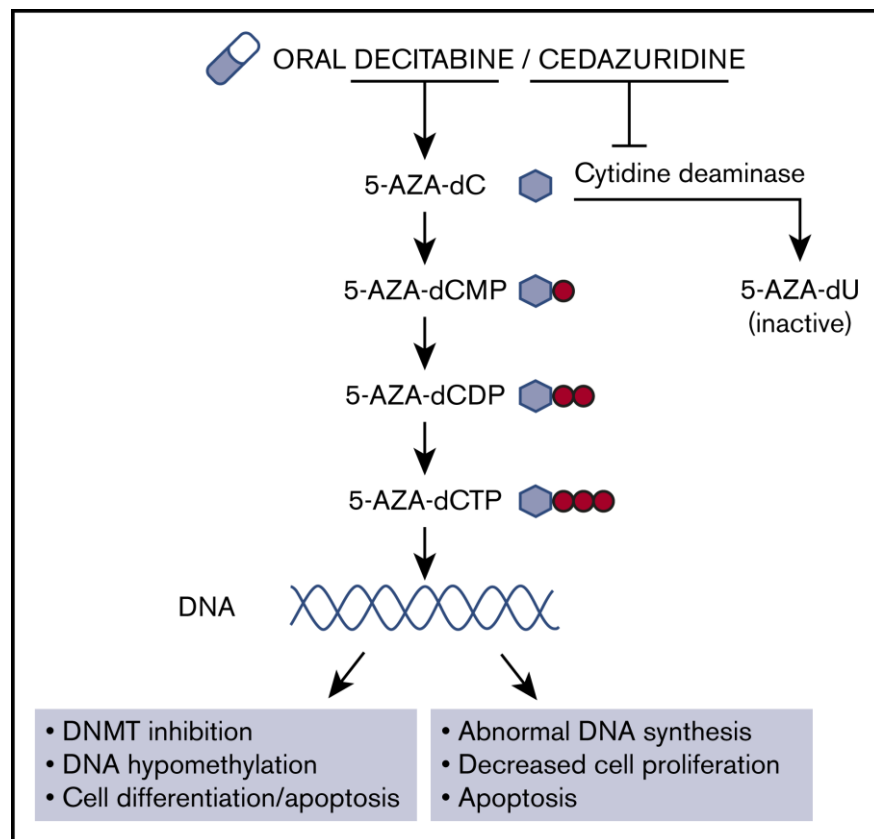 ORAL DECITABINE / CEDAZURIDINE
5-AZA-dC
Cytidine deaminase
5-AZA-dCMP
5-AZA-dU
(inactive)
5-AZA-dCDP
5-AZA-dCTP
DNA
• DNMT inhibition
• DNA hypomethylation
• Cell differentiation/apoptosis
• Abnormal DNA synthesis
• Decreased cell proliferation
• Apoptosis